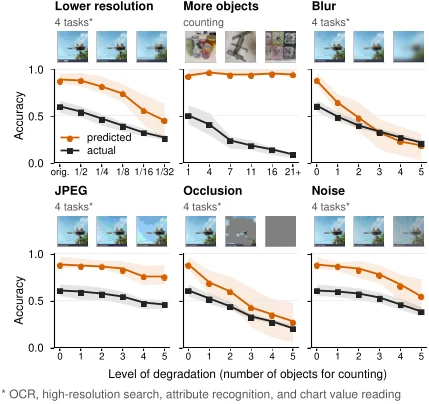 Lower resolution
4 tasks*
More objects
counting
Blur
4 tasks*
Accuracy
1.0
0.5
0.0
predicted
actual
orig. 1/2 1/4 1/8 1/16 1/32
1 4 7 11 16 21+
0 1 2 3 4 5
JPEG
4 tasks*
Occlusion
4 tasks*
Noise
4 tasks*
Accuracy
1.0
0.5
0.0
0 1 2 3 4 5
0 1 2 3 4 5
0 1 2 3 4 5
Level of degradation (number of objects for counting)
* OCR, high-resolution search, attribute recognition, and chart value reading